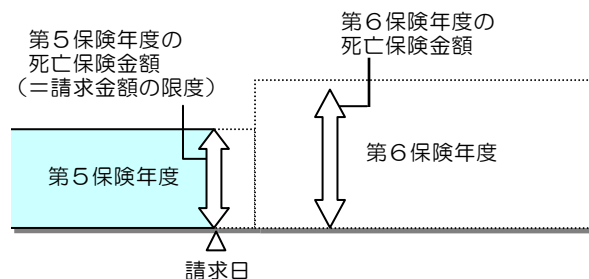 第5保険年度の
死亡保険金額
(=請求金額の限度)
第6保険年度の
死亡保険金額
第5保険年度
第6保険年度
請求日